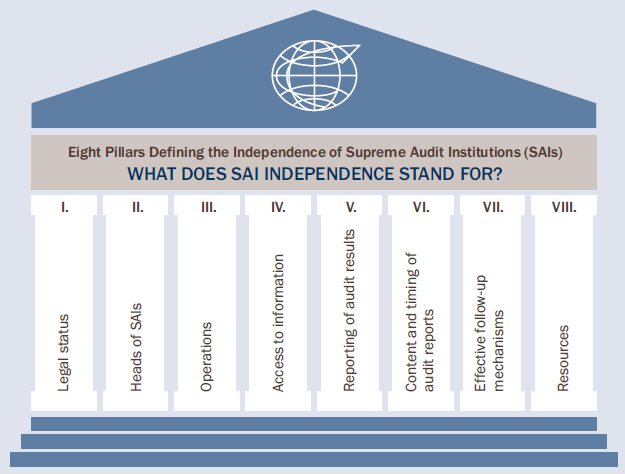 Eight Pillars Defining the Independence of Supreme Audit Institutions (SAIs)
WHAT DOES SAI INDEPENDENCE STAND FOR?
I.
Legal status
II.
Heads of SAIs
III.
Operations
IV.
Access to information
V.
Reporting of audit results
VI.
Content and timing of
audit reports
VII.
Effective follow-up
mechanisms
VIII.
Resources